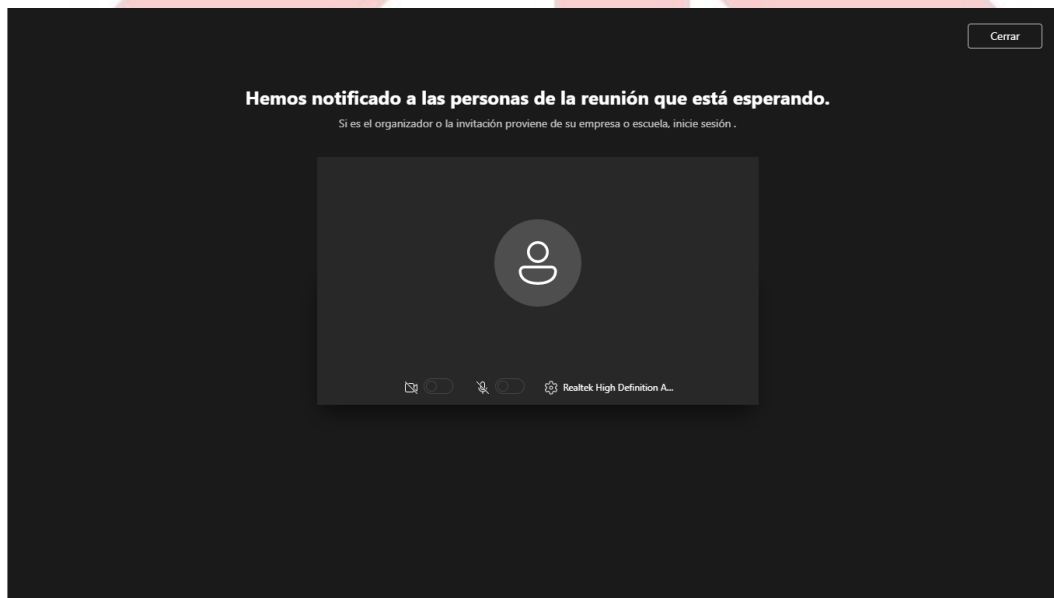 Cerrar
Hemos notificado a las personas de la reunión que está esperando.
Si es el organizador o la invitación proviene de su empresa o escuela, inicie sesión .
Realtek High Definition A...